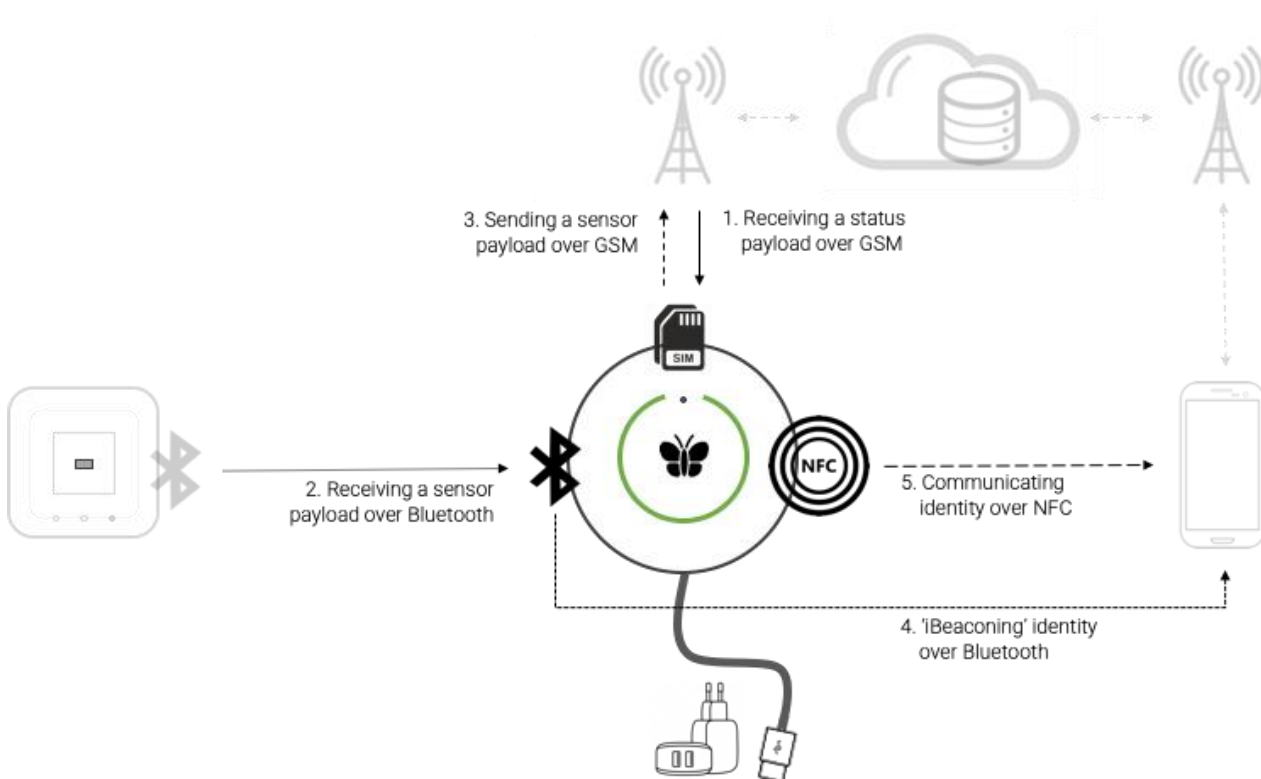 3. Sending a sensor
payload over GSM
1. Receiving a status
payload over GSM
SIM
NFC
2. Receiving a sensor
payload over Bluetooth
5. Communicating
identity over NFC
4. 'iBeaconing' identity
over Bluetooth